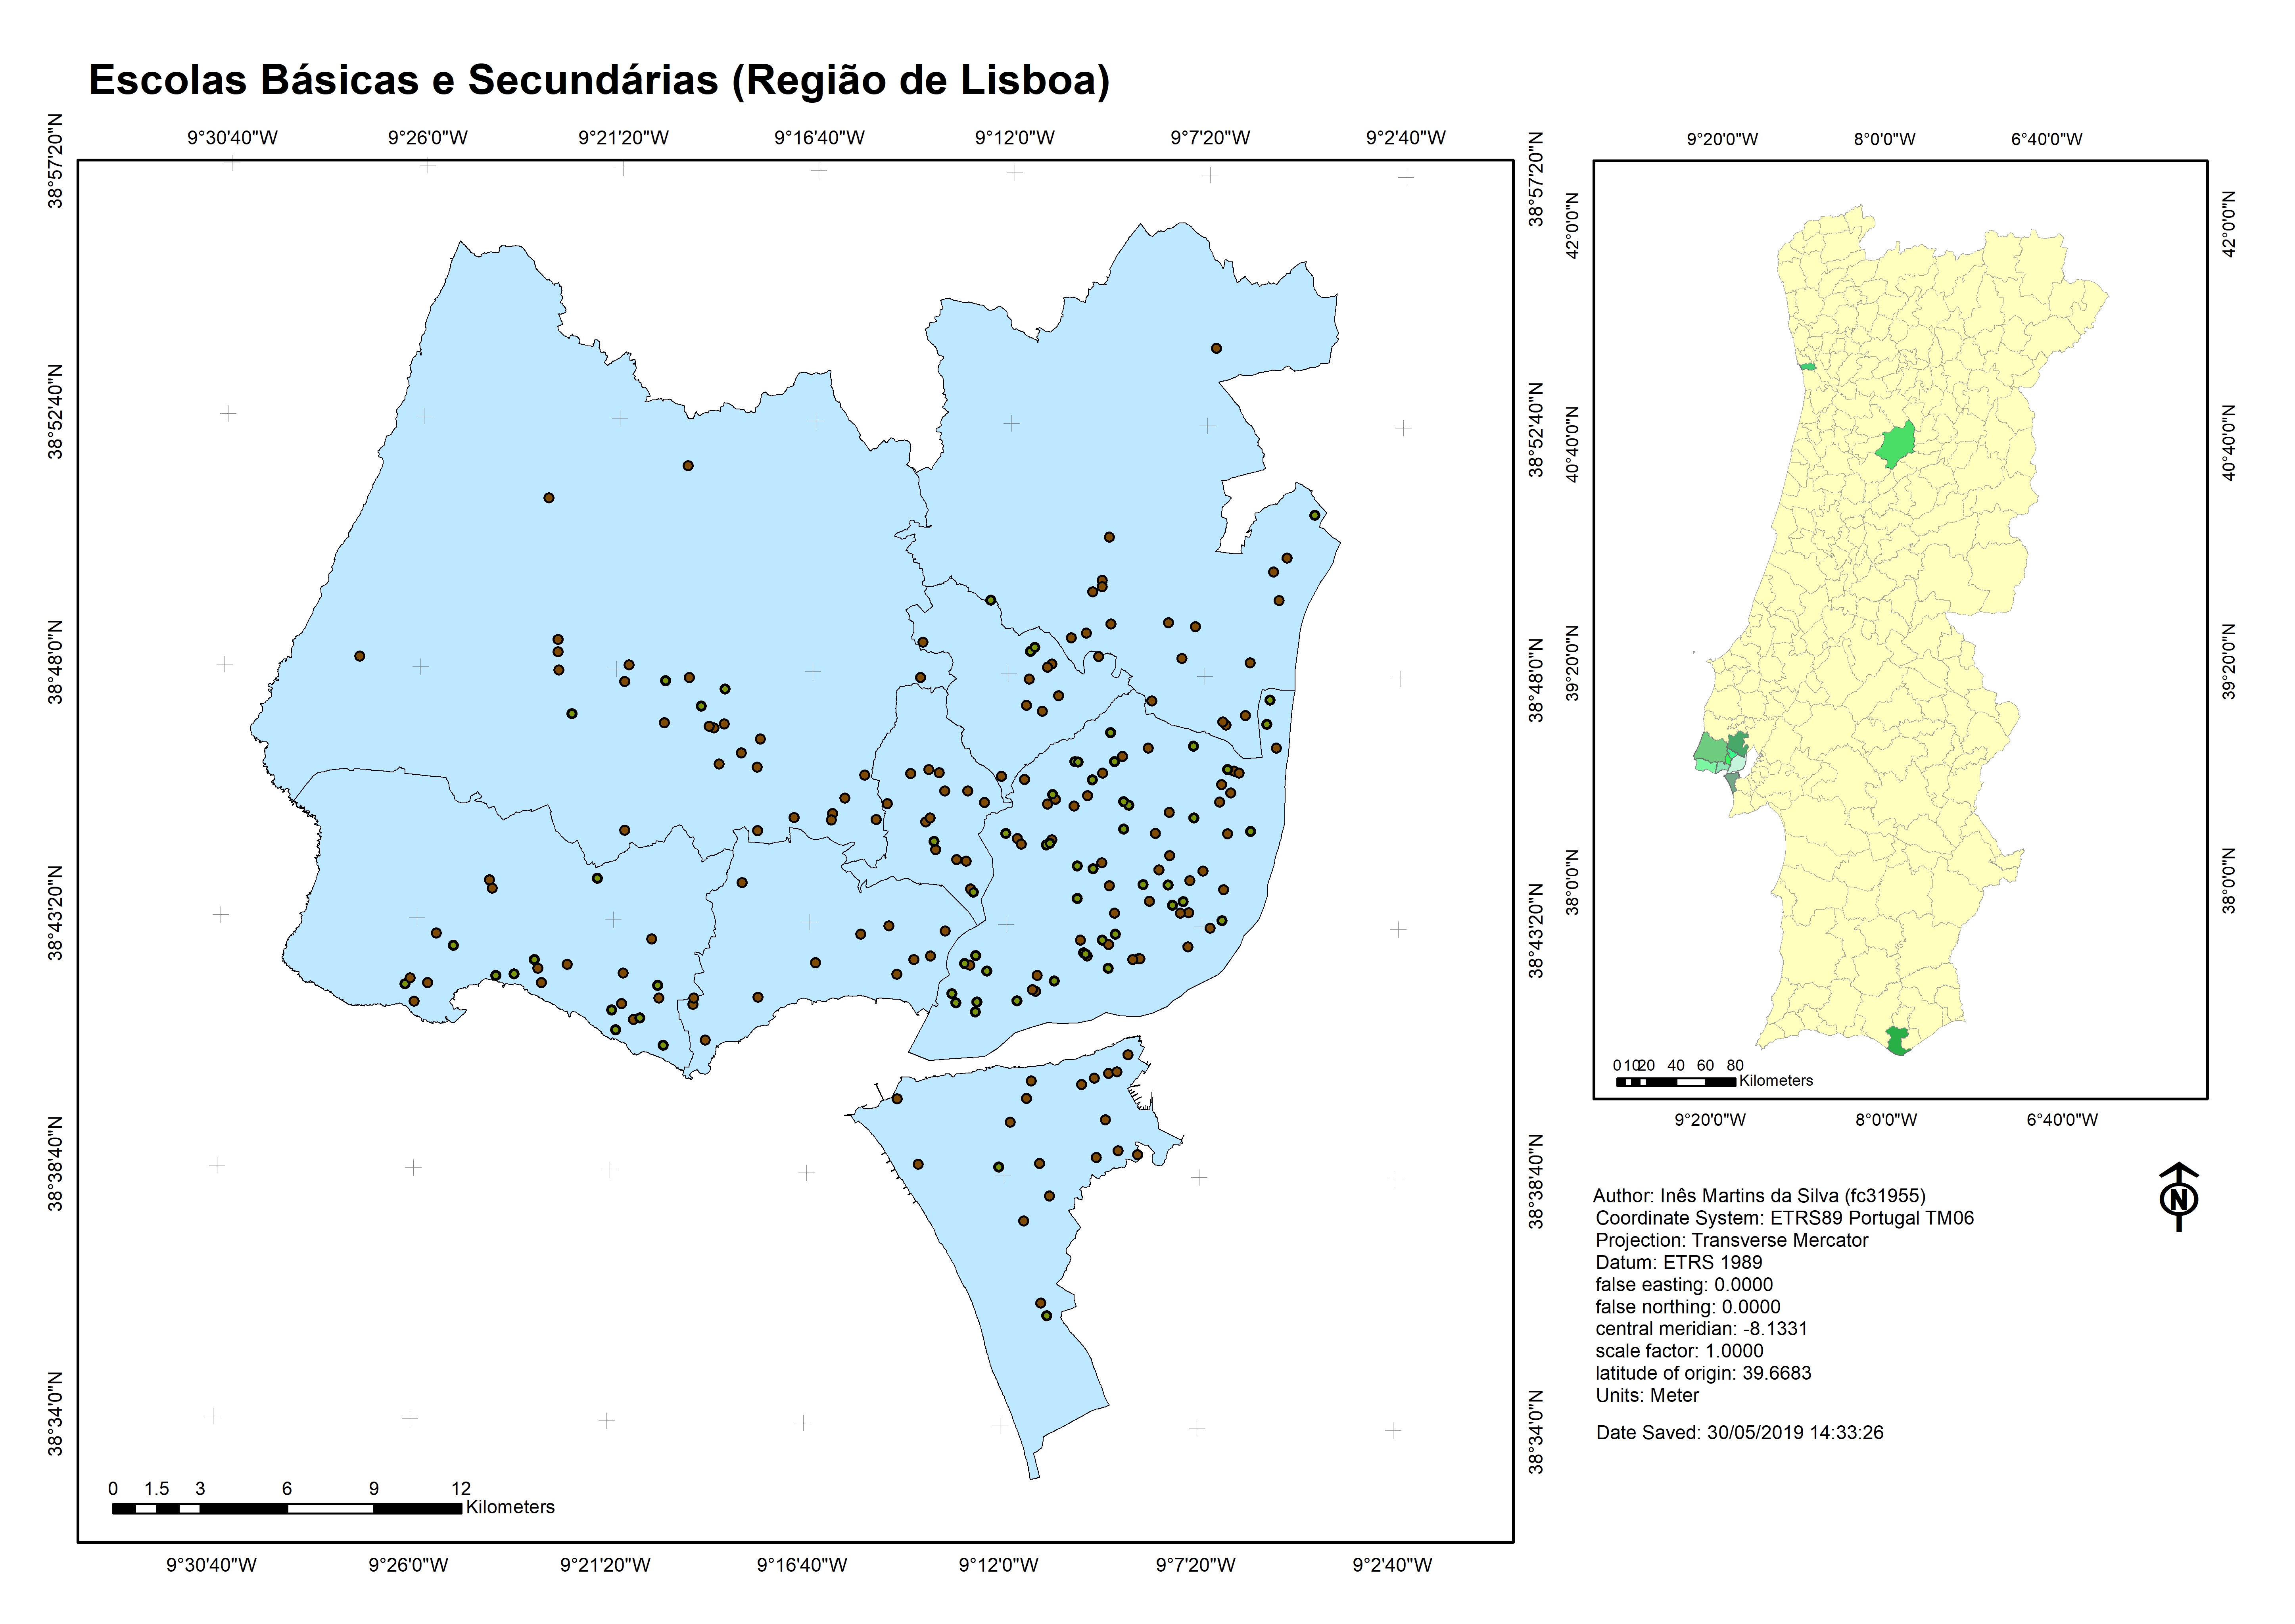 Escolas Básicas e Secundárias (Região de Lisboa)
9°30'40"W 9°26'0"W 9°21'20"W 9°16'40"W 9°12'0"W 9°7'20"W 9°2'40"W
38°57'20"N
38°52'40"N
38°48'0"N
38°43'20"N
38°38'40"N
38°34'0"N
38°57'20"N
38°52'40"N
38°48'0"N
38°43'20"N
38°38'40"N
38°34'0"N
0 1.5 3 6 9 12
Kilometers
9°30'40"W 9°26'0"W 9°21'20"W 9°16'40"W 9°12'0"W 9°7'20"W 9°2'40"W
9°20'0"W 8°0'0"W 6°40'0"W
42°0'0"N
40°40'0"N
39°20'0"N
38°0'0"N
42°0'0"N
40°40'0"N
39°20'0"N
38°0'0"N
0 10 20 40 60 80
Kilometers
9°20'0"W 8°0'0"W 6°40'0"W
N
Author: Inês Martins da Silva (fc31955)
Coordinate System: ETRS89 Portugal TM06
Projection: Transverse Mercator
Datum: ETRS 1989
false easting: 0.0000
false northing: 0.0000
central meridian: -8.1331
scale factor: 1.0000
latitude of origin: 39.6683
Units: Meter
Date Saved: 30/05/2019 14:33:26